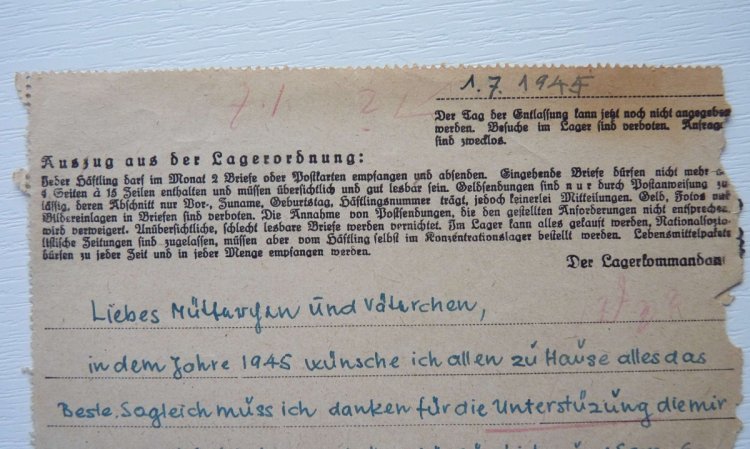 1.7.1945
Der Tag der Entlassung kann jetzt noch nicht angegeben
werden. Besuche im Lager sind verboten. Anfrage
sind zwecklos.
Auszug aus der Lagerordnung:
Jeder Häftling darf im Monat 2 Briefe oder Postkarten empfangen und absenden. Eingehende Briefe dürfen nicht mehr
4 Seiten à 15 Zeilen enthalten und müssen übersichtlich und gut lesbar sein. Geldsendungen sind nur durch Postanweisung zu
lässig, deren Abschnitt nur Vor-, Zuname, Geburtstag, Häftlingsnummer trägt, jedoch keinerlei Mitteilungen. Geld, Fotos und
Bildereinlagen in Briefen sind verboten. Die Annahme von Postsendungen, die den gestellten Anforderungen nicht entsprechen
wird verweigert. Unübersichtliche, schlecht lesbare Briefe werden vernichtet. Im Lager kann alles gekauft werden. Nationalsozia
listische Zeitungen sind zugelassen, müssen aber vom Häftling selbst im Konzentrationslager bestellt werden. Lebensmittelpakete
dürfen zu jeder Zeit und in jeder Menge empfangen werden.
Der Lagerkommandant
Liebes Mütterchen und Väterchen,
in dem Jahre 1945 wünsche ich allen zu Hause alles das
Beste. Sogleich muss ich danken für die Unterstüzung die mir